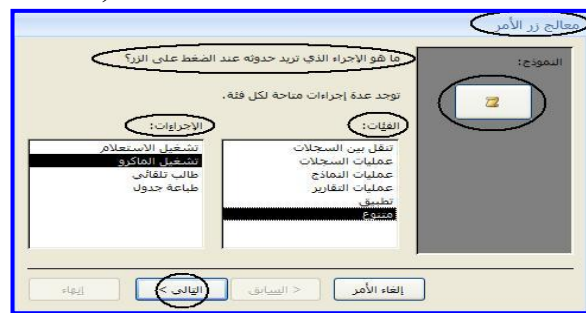 معالج زر الأمر
ما هو الإجراء الذي تريد حدوثه عند الضغط على الزر؟
النموذج:
توجد عدة إجراءات متاحة لكل فئة.
الفئات:
الإجراءات:
تنقل بين السجلات
عمليات السجلات
عمليات النماذج
عمليات التقارير
تطبيق
متنوع
تشغيل الاستعلام
تشغيل الماكرو
طالب تلقائي
طباعة جدول
إلغاء الأمر
< السابق
التالي >
إنهاء